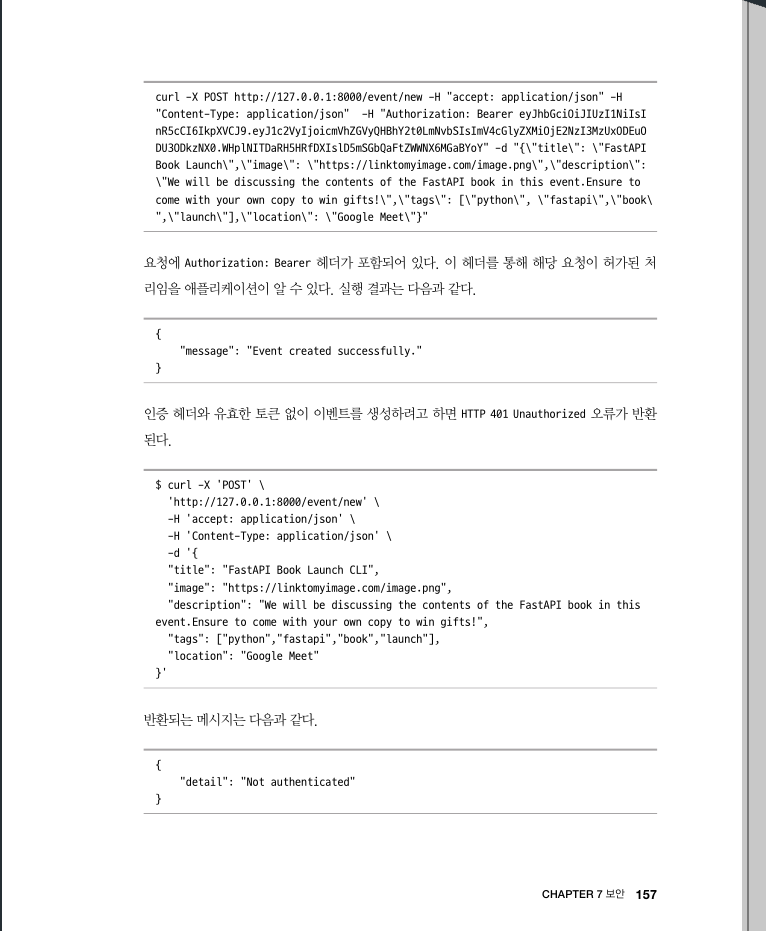 curl -X POST http://127.0.0.1:8000/event/new -H "accept: application/json" -H
"Content-Type: application/json"  -H "Authorization: Bearer eyJhbGciOiJIUzI1NiIsI
nR5cCI6IkpXVCJ9.eyJ1c2VyIjoicmVhZGVyQHBhY2t0LmNvbSIsImV4cGlyZXMiOjE2NzI3MzUxODEuO
DU3ODkzNX0.WHplNITDaRH5HRfDXIslD5mSGbQaFtZWWNX6MGaBYoY" -d "{\"title\": \"FastAPI
Book Launch\",\"image\": \"https://linktomyimage.com/image.png\",\"description\":
\"We will be discussing the contents of the FastAPI book in this event.Ensure to
come with your own copy to win gifts!\",\"tags\": [\"python\", \"fastapi\",\"book\
",\"launch\"],\"location\": \"Google Meet\"}"
요청에 Authorization: Bearer 헤더가 포함되어 있다. 이 헤더를 통해 해당 요청이 허가된 처
리임을 애플리케이션이 알 수 있다. 실행 결과는 다음과 같다.
{
    "message": "Event created successfully."
}
인증 헤더와 유효한 토큰 없이 이벤트를 생성하려고 하면 HTTP 401 Unauthorized 오류가 반환
된다.
$ curl -X 'POST' \
  'http://127.0.0.1:8000/event/new' \
  -H 'accept: application/json' \
  -H 'Content-Type: application/json' \
  -d '{
  "title": "FastAPI Book Launch CLI",
  "image": "https://linktomyimage.com/image.png",
  "description": "We will be discussing the contents of the FastAPI book in this
event.Ensure to come with your own copy to win gifts!",
  "tags": ["python","fastapi","book","launch"],
  "location": "Google Meet"
}'
반환되는 메시지는 다음과 같다.
{
    "detail": "Not authenticated"
}
CHAPTER 7 보안 157